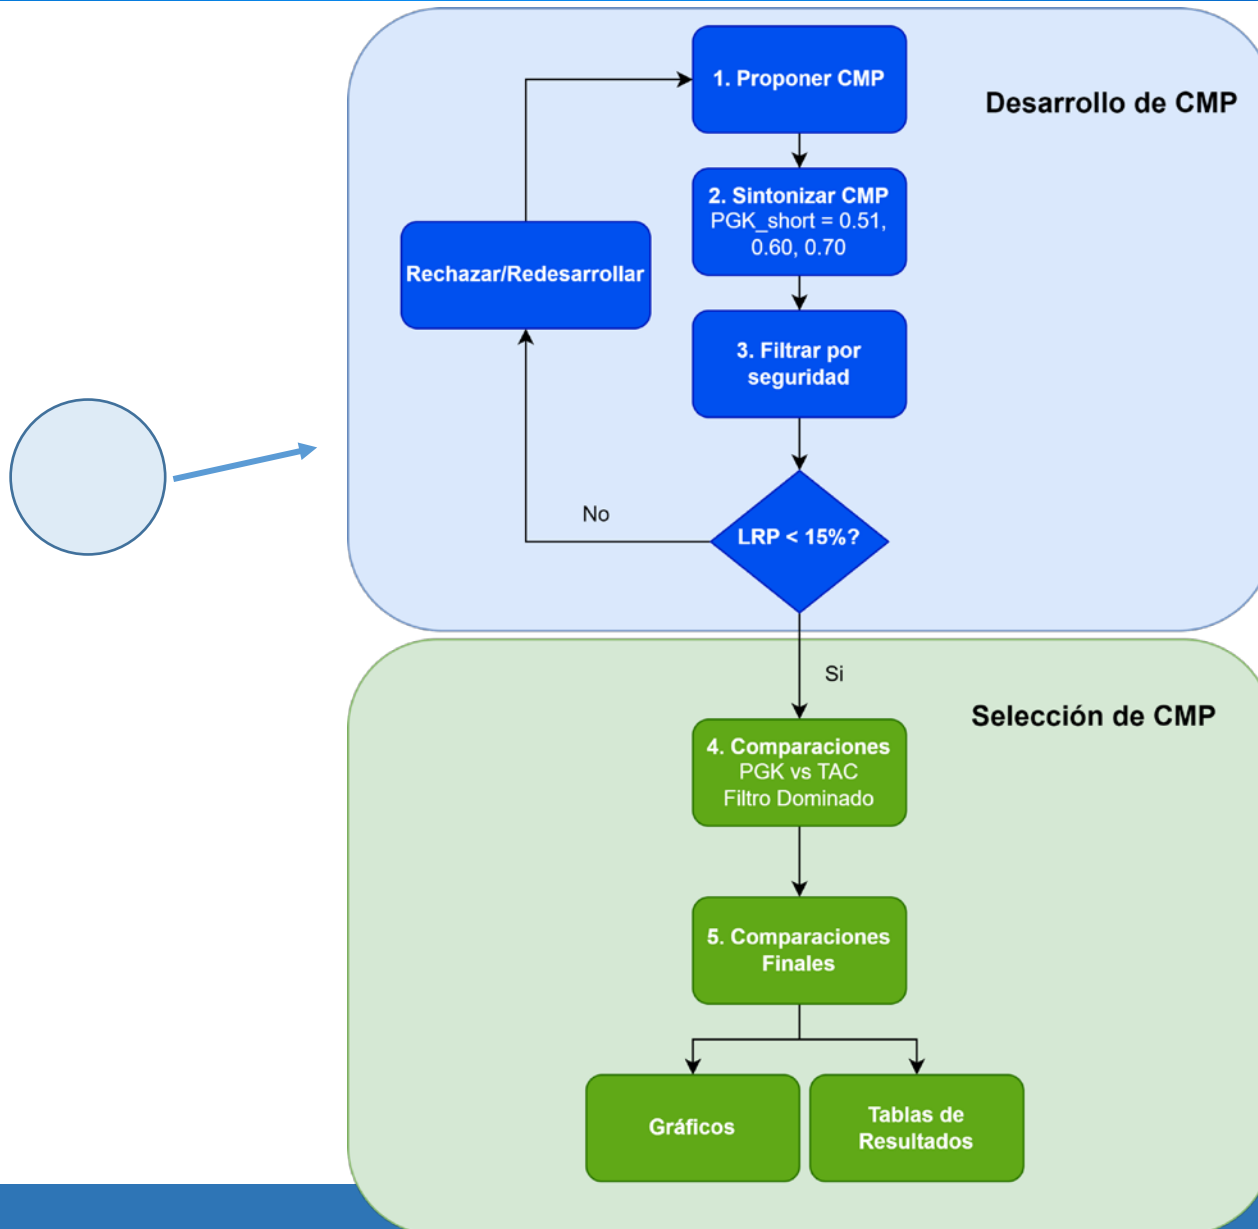 1. Proponer CMP
Desarrollo de CMP
2. Sintonizar CMP
PGK_short = 0.51,
0.60, 0.70
Rechazar/Redesarrollar
3. Filtrar por
seguridad
No
LRP < 15%?
Si
Selección de CMP
4. Comparaciones
PGK vs TAC
Filtro Dominado
5. Comparaciones
Finales
Gráficos
Tablas de
Resultados